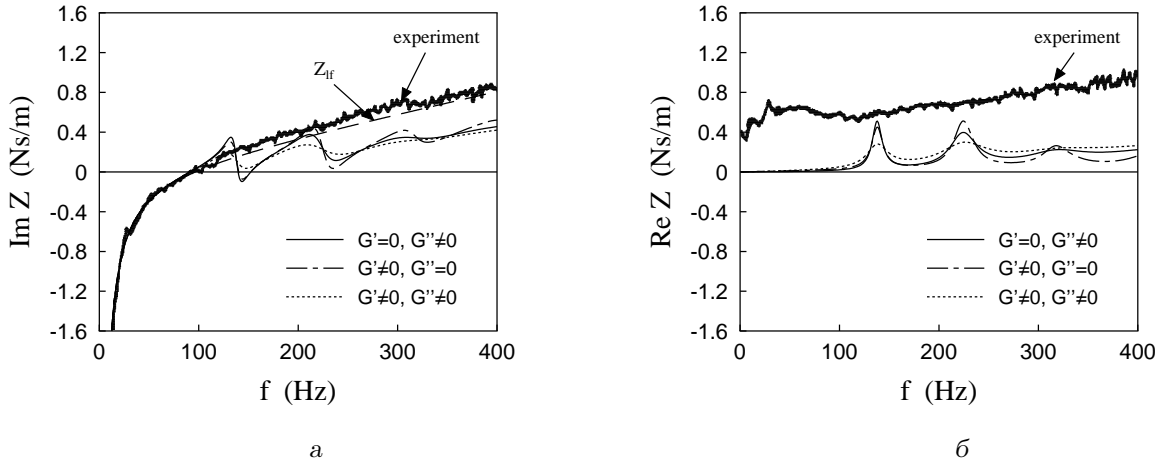 1.6
1.2
0.8
0.4
0
-0.4
-0.8
-1.2
-1.6
Im Z (Ns/m)
experiment
Z_lf
G'=0, G''≠0
G'≠0, G''=0
G'≠0, G''≠0
0 100 200 300 400
f (Hz)
а
1.6
1.2
0.8
0.4
0
-0.4
-0.8
-1.2
-1.6
Re Z (Ns/m)
experiment
G'=0, G''≠0
G'≠0, G''=0
G'≠0, G''≠0
0 100 200 300 400
f (Hz)
б